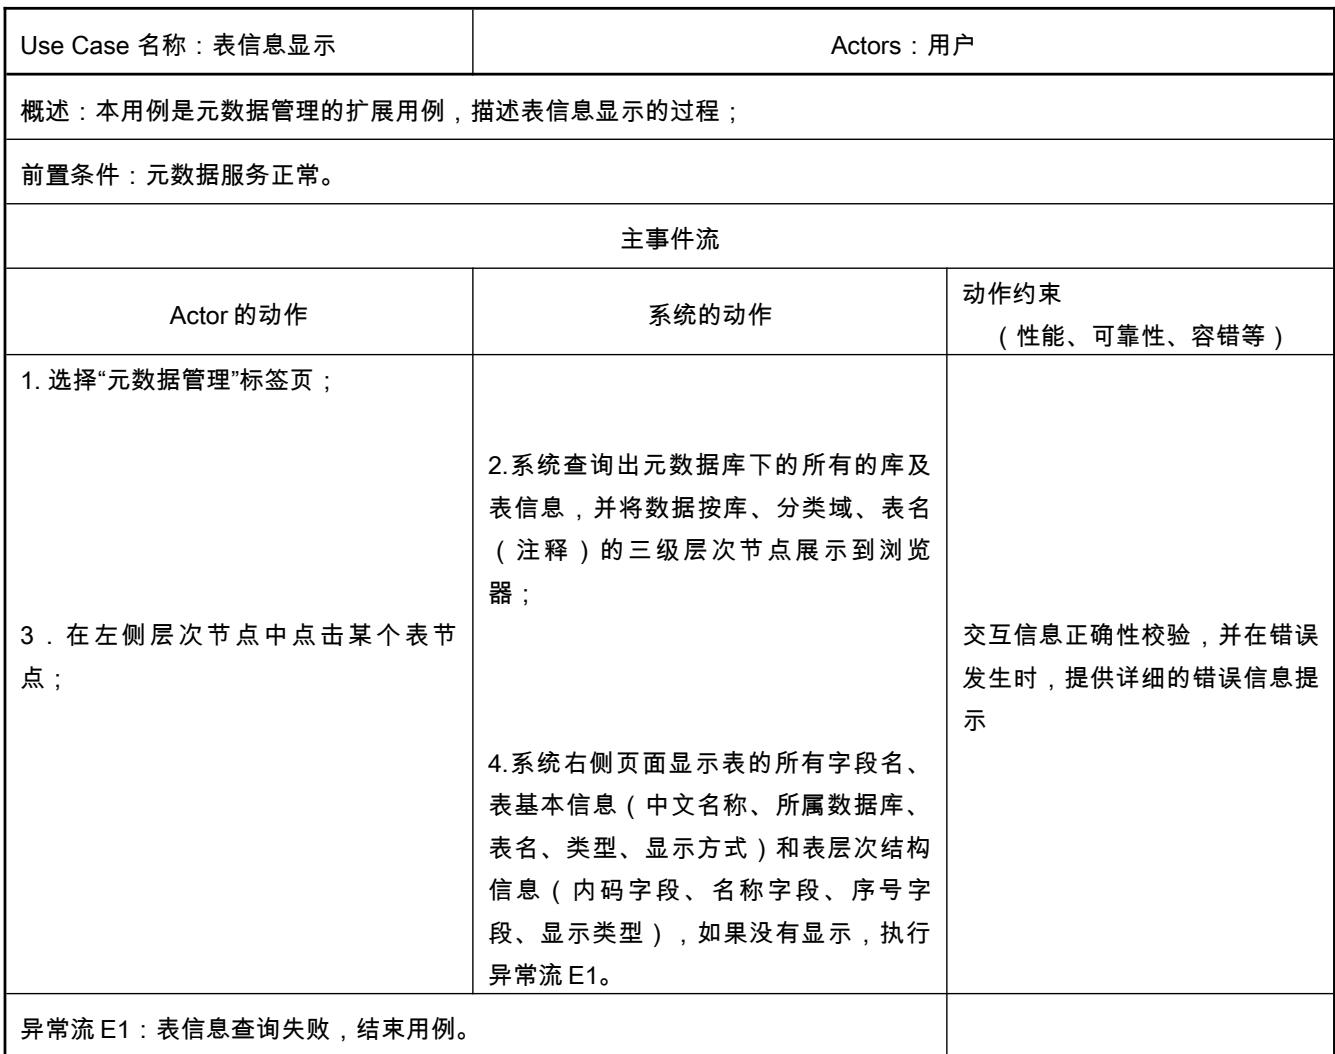 Use Case 名称：表信息显示
Actors：用户
概述：本用例是元数据管理的扩展用例，描述表信息显示的过程；
前置条件：元数据服务正常。
主事件流
Actor 的动作
系统的动作
动作约束
（性能、可靠性、容错等）
1. 选择“元数据管理”标签页；
3．在左侧层次节点中点击某个表节
点；
2.系统查询出元数据库下的所有的库及
表信息，并将数据按库、分类域、表名
（注释）的三级层次节点展示到浏览
器；
4.系统右侧页面显示表的所有字段名、
表基本信息（中文名称、所属数据库、
表名、类型、显示方式）和表层次结构
信息（内码字段、名称字段、序号字
段、显示类型），如果没有显示，执行
异常流 E1。
交互信息正确性校验，并在错误
发生时，提供详细的错误信息提
示
异常流 E1：表信息查询失败，结束用例。